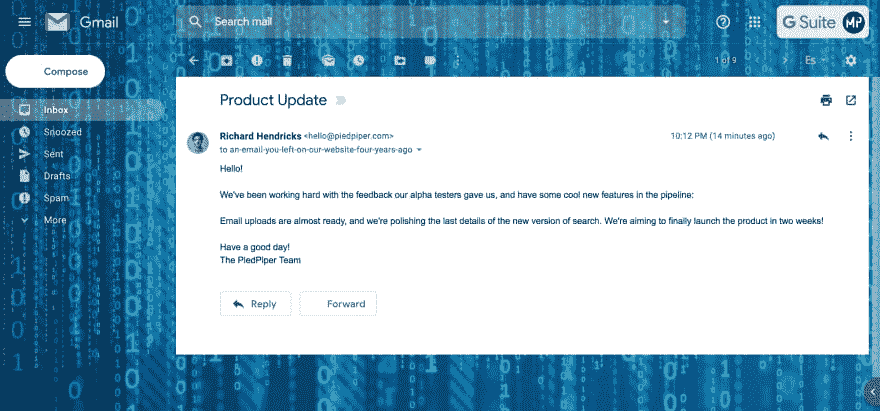 Gmail
Search mail
G Suite
MP
Compose
1 of 9
Es
Inbox
Product Update
Snoozed
Richard Hendricks <hello@piedpiper.com>
10:12 PM (14 minutes ago)
to an-email-you-left-on-our-website-four-years-ago
Sent
Hello!
Drafts
We've been working hard with the feedback our alpha testers gave us, and have some cool new features in the pipeline:
Spam
More
Email uploads are almost ready, and we're polishing the last details of the new version of search. We're aiming to finally launch the product in two weeks!
Have a good day!
The PiedPiper Team
Reply
Forward